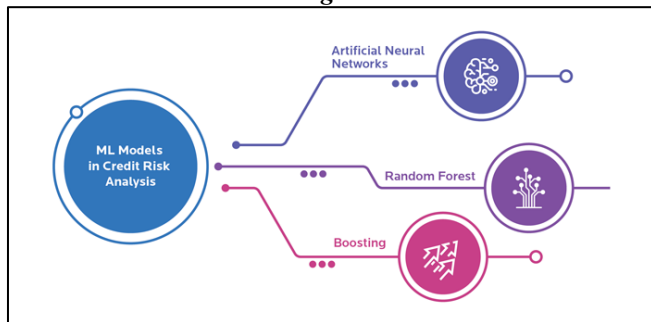 ML Models
in Credit Risk
Analysis
Artificial Neural
Networks
Random Forest
Boosting